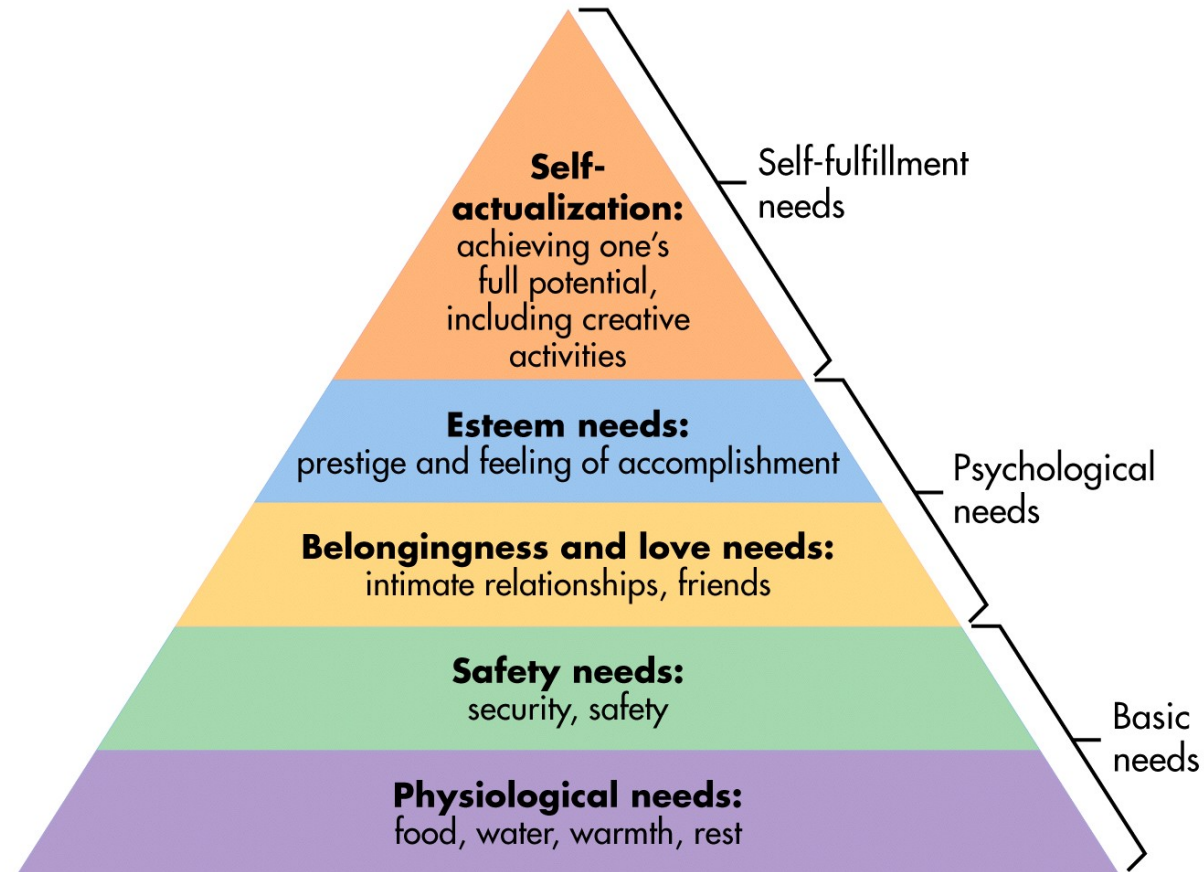 Self-
actualization:
achieving one’s
full potential,
including creative
activities
Self-fulfillment
needs
Esteem needs:
prestige and feeling of accomplishment
Psychological
needs
Belongingness and love needs:
intimate relationships, friends
Safety needs:
security, safety
Basic
needs
Physiological needs:
food, water, warmth, rest